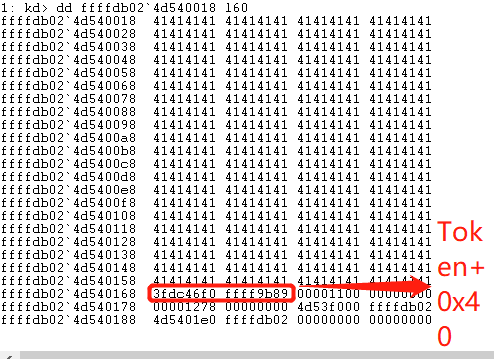 1: kd> dd ffffdb02`4d540018 l60
ffffdb02`4d540018 41414141 41414141 41414141 41414141
ffffdb02`4d540028 41414141 41414141 41414141 41414141
ffffdb02`4d540038 41414141 41414141 41414141 41414141
ffffdb02`4d540048 41414141 41414141 41414141 41414141
ffffdb02`4d540058 41414141 41414141 41414141 41414141
ffffdb02`4d540068 41414141 41414141 41414141 41414141
ffffdb02`4d540078 41414141 41414141 41414141 41414141
ffffdb02`4d540088 41414141 41414141 41414141 41414141
ffffdb02`4d540098 41414141 41414141 41414141 41414141
ffffdb02`4d5400a8 41414141 41414141 41414141 41414141
ffffdb02`4d5400b8 41414141 41414141 41414141 41414141
ffffdb02`4d5400c8 41414141 41414141 41414141 41414141
ffffdb02`4d5400d8 41414141 41414141 41414141 41414141
ffffdb02`4d5400e8 41414141 41414141 41414141 41414141
ffffdb02`4d5400f8 41414141 41414141 41414141 41414141
ffffdb02`4d540108 41414141 41414141 41414141 41414141
ffffdb02`4d540118 41414141 41414141 41414141 41414141
ffffdb02`4d540128 41414141 41414141 41414141 41414141
ffffdb02`4d540138 41414141 41414141 41414141 41414141
ffffdb02`4d540148 41414141 41414141 41414141 41414141
ffffdb02`4d540158 41414141 41414141 41414141 41414141
ffffdb02`4d540168 3fdc46f0 ffff9b89 00001100 00000000
ffffdb02`4d540178 00001278 00000000 4d53f000 ffffdb02
ffffdb02`4d540188 4d5401e0 ffffdb02 00000000 00000000
Tok
en+
0x4
0